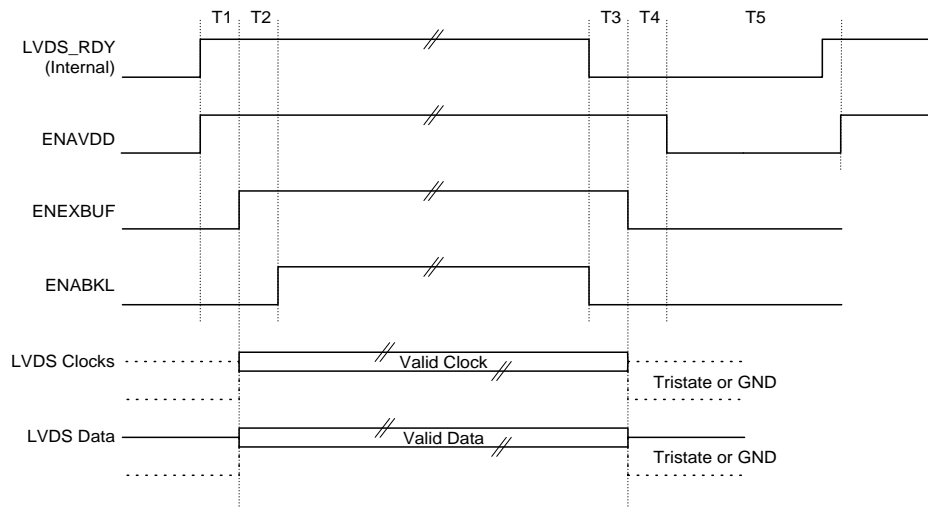 T1 T2 T3 T4 T5
LVDS_RDY
(Internal)
ENAVDD
ENEXBUF
ENABKL
LVDS Clocks
Valid Clock
Tristate or GND
LVDS Data
Valid Data
Tristate or GND